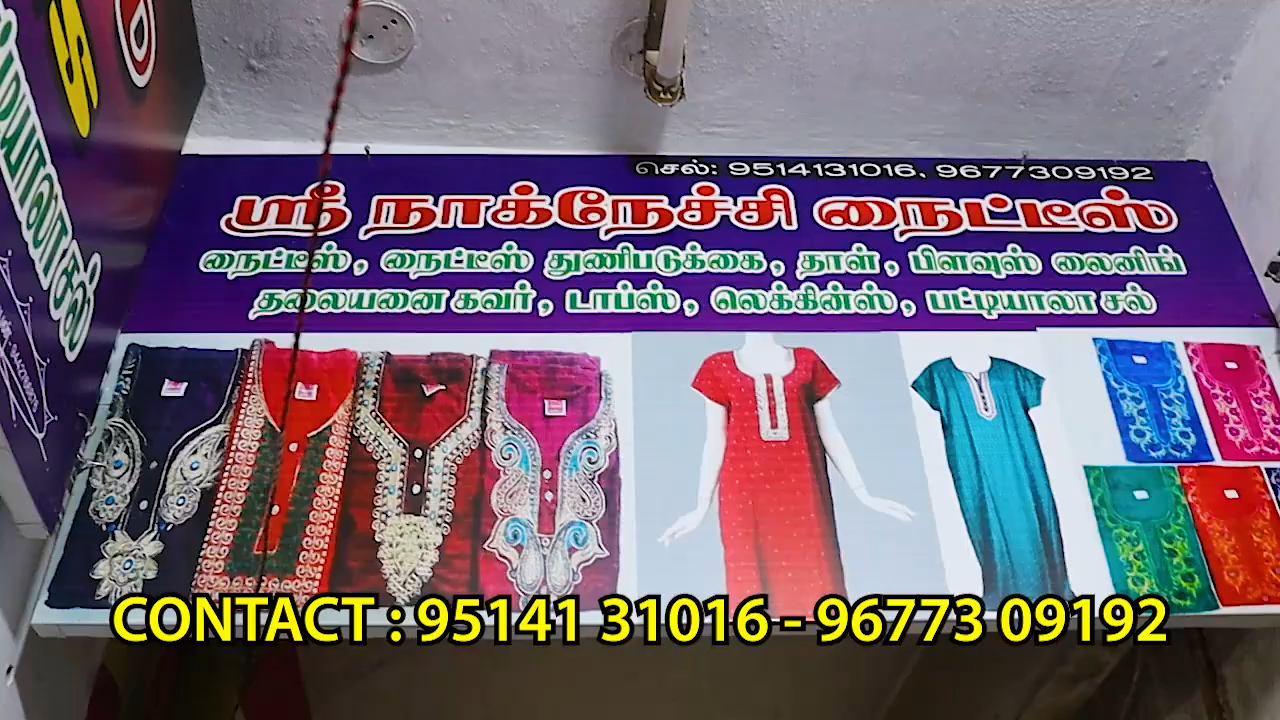 செல்: 9514131016, 9677309192
ஸ்ரீ நாக்நேச்சி நைட்டீஸ்
நைட்டீஸ், நைட்டீஸ் துணிபடுக்கை, தாள், பிளவுஸ் லைனிங்
தலையனை கவர், டாப்ஸ், லெக்கின்ஸ், பட்டியாலா சல்
CONTACT : 95141 31016 - 96773 09192